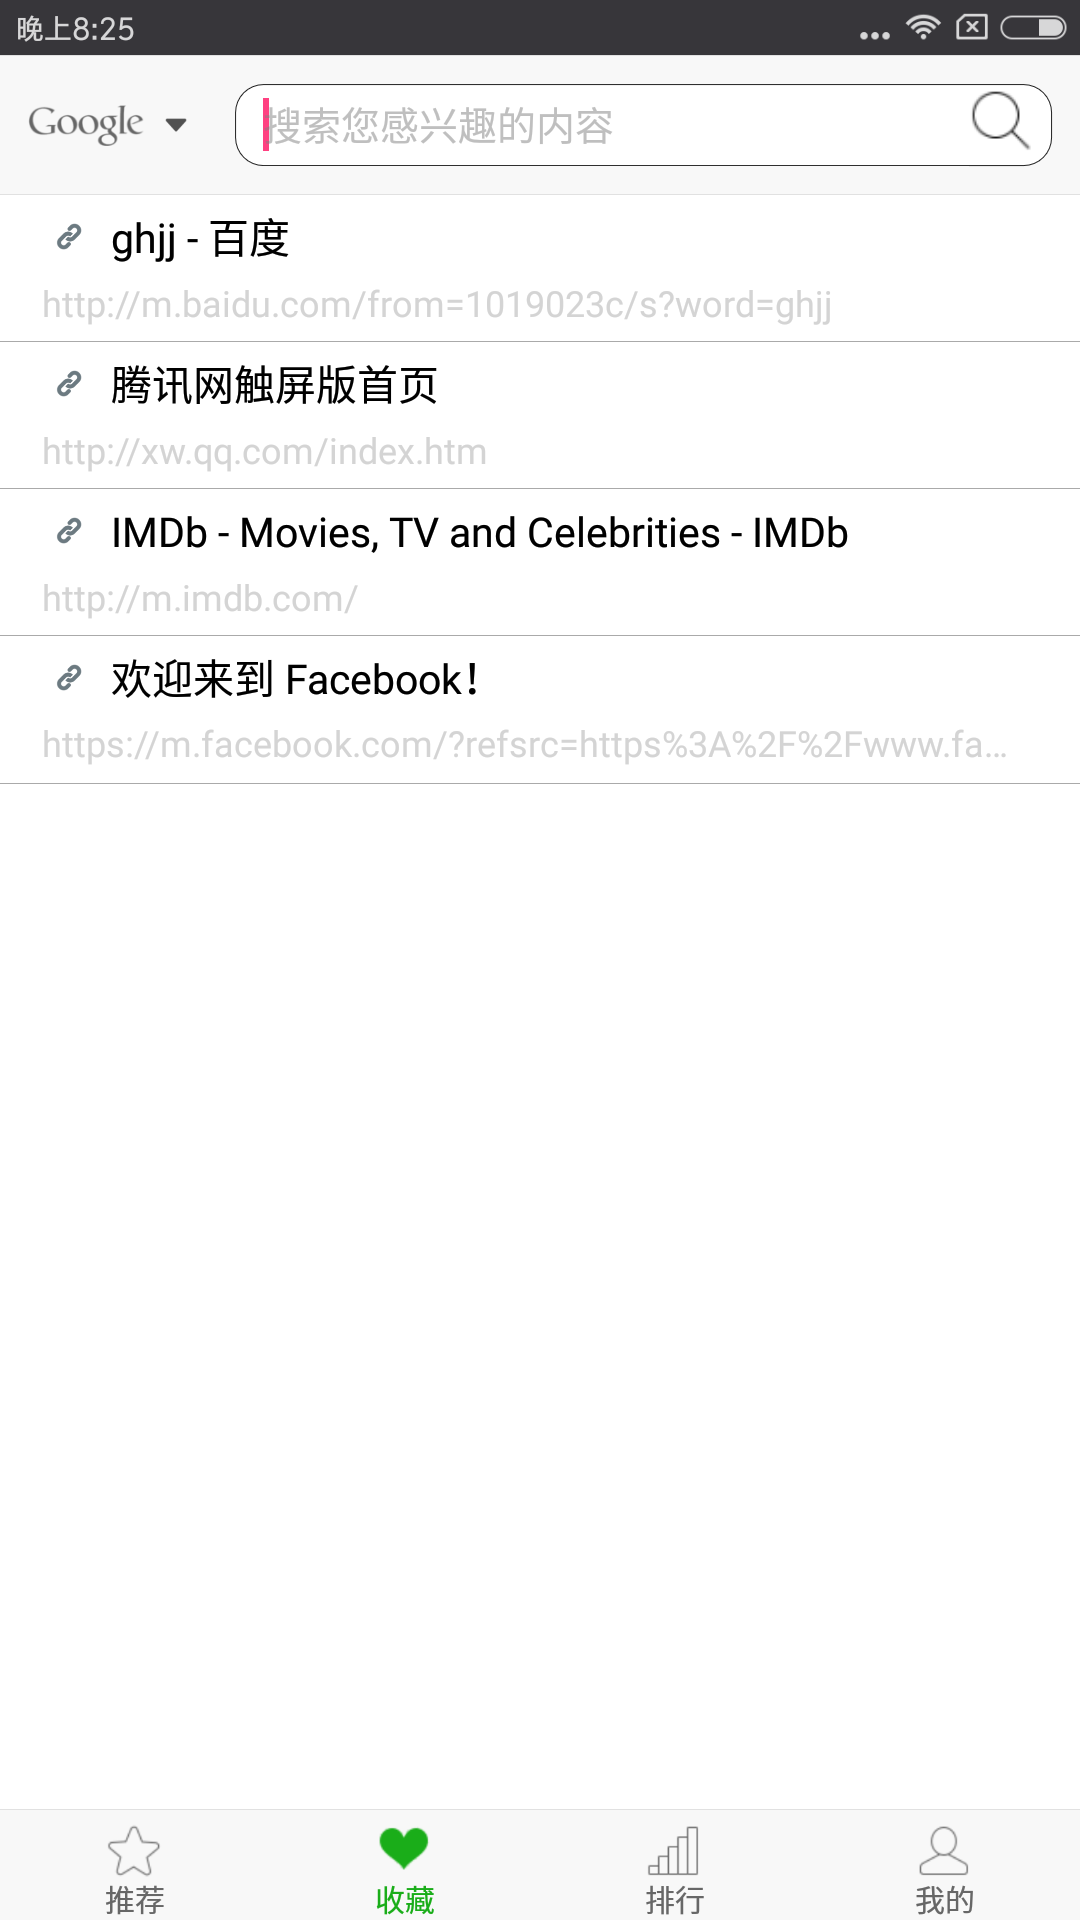 晚上8:25
Google
搜索您感兴趣的内容
ghjj - 百度
http://m.baidu.com/from=1019023c/s?word=ghjj
腾讯网触屏版首页
http://xw.qq.com/index.htm
IMDb - Movies, TV and Celebrities - IMDb
http://m.imdb.com/
欢迎来到 Facebook！
https://m.facebook.com/?refsrc=https%3A%2F%2Fwww.fa...
推荐
收藏
排行
我的